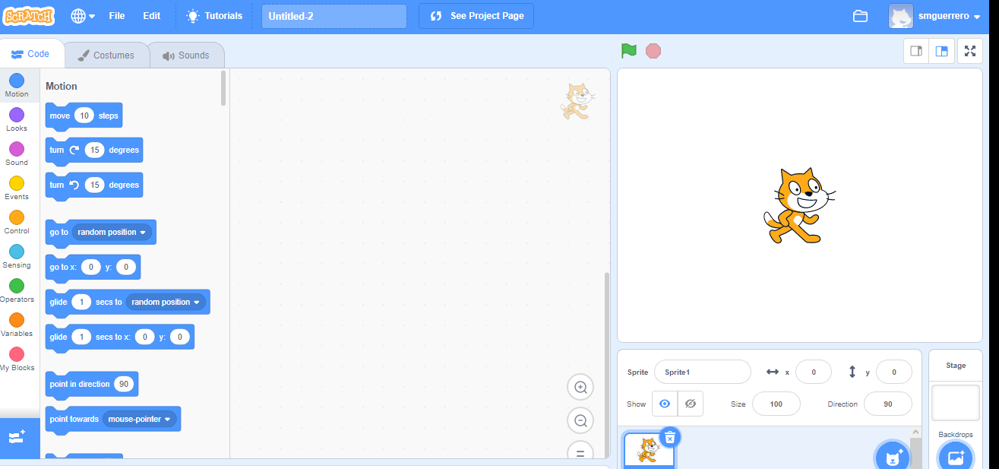 SCRATCH File Edit Tutorials Untitled-2 See Project Page smguerrero
Code Costumes Sounds
Motion
Looks
Sound
Events
Control
Sensing
Operators
Variables
My Blocks
Motion
move 10 steps
turn 15 degrees
turn 15 degrees
go to random position
go to x: 0 y: 0
glide 1 secs to random position
glide 1 secs to x: 0 y: 0
point in direction 90
point towards mouse-pointer
Sprite Sprite1 x 0 y 0
Show Size 100 Direction 90
Stage
Backdrops